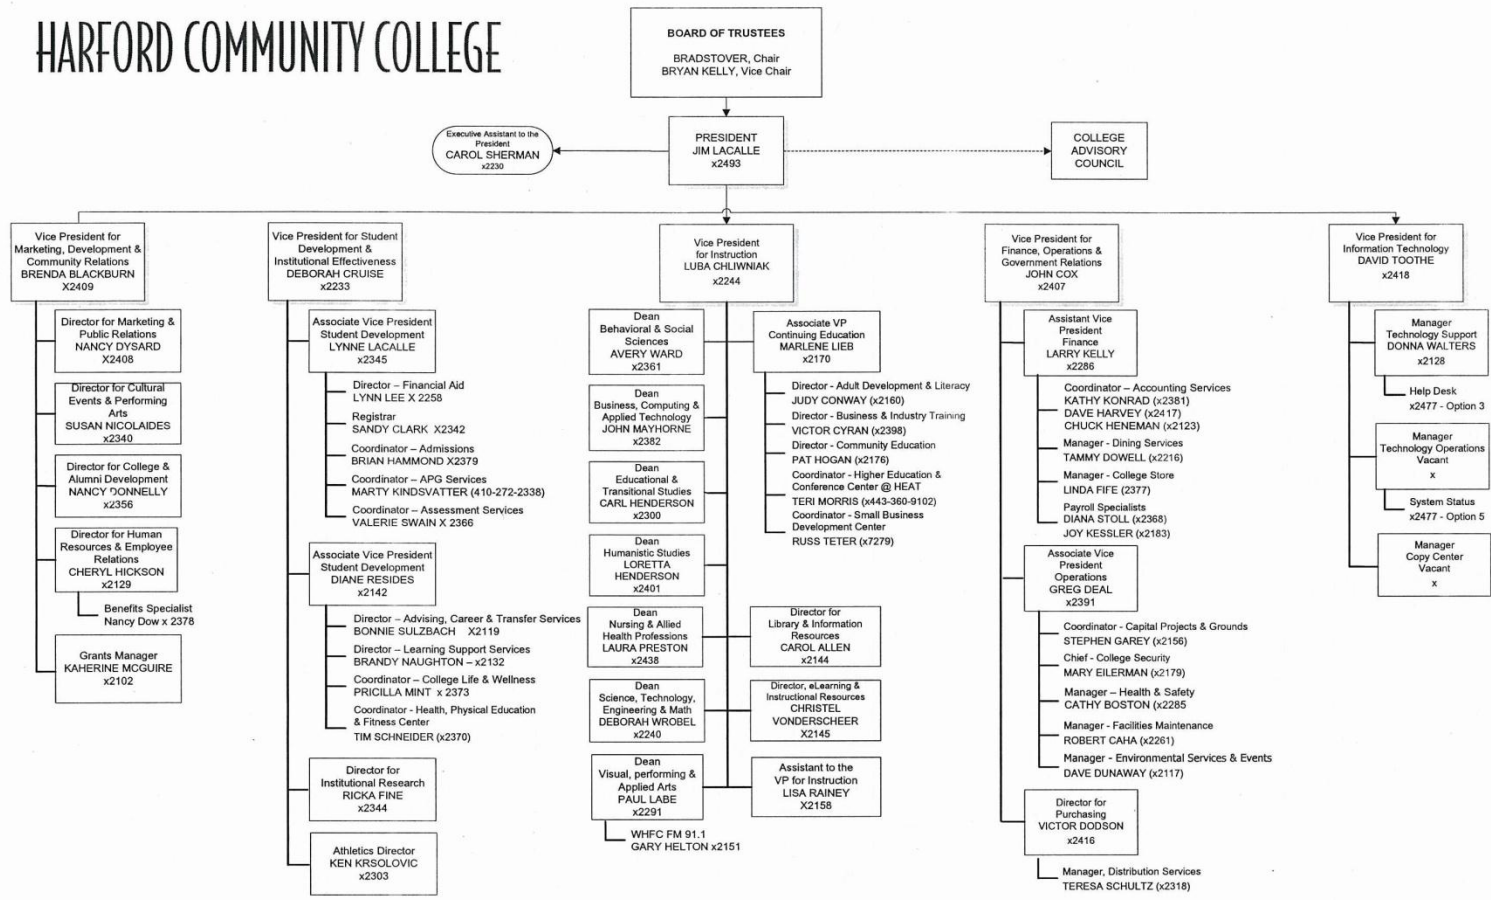 HARFORD COMMUNITY COLLEGE
BOARD OF TRUSTEES
BRADSTOVER, Chair
BRYAN KELLY, Vice Chair
Executive Assistant to the
President
CAROL SHERMAN
x2230
PRESIDENT
JIM LACALLE
x2493
COLLEGE
ADVISORY
COUNCIL
Vice President for
Marketing, Development &
Community Relations
BRENDA BLACKBURN
X2409
Director for Marketing &
Public Relations
NANCY DYSARD
X2408
Director for Cultural
Events & Performing
Arts
SUSAN NICOLAIDES
x2340
Director for College &
Alumni Development
NANCY DONNELLY
x2356
Director for Human
Resources & Employee
Relations
CHERYL HICKSON
x2129
Benefits Specialist
Nancy Dow x 2378
Grants Manager
KAHERINE MCGUIRE
x2102
Vice President for Student
Development &
Institutional Effectiveness
DEBORAH CRUISE
x2233
Associate Vice President
Student Development
LYNNE LACALLE
x2345
Director – Financial Aid
LYNN LEE X 2258
Registrar
SANDY CLARK X2342
Coordinator – Admissions
BRIAN HAMMOND X2379
Coordinator – APG Services
MARTY KINDSVATTER (410-272-2338)
Coordinator – Assessment Services
VALERIE SWAIN X 2366
Associate Vice President
Student Development
DIANE RESIDES
x2142
Director – Advising, Career & Transfer Services
BONNIE SULZBACH X2119
Director – Learning Support Services
BRANDY NAUGHTON – x2132
Coordinator – College Life & Wellness
PRICILLA MINT x 2373
Coordinator - Health, Physical Education
& Fitness Center
TIM SCHNEIDER (x2370)
Director for
Institutional Research
RICKA FINE
x2344
Athletics Director
KEN KRSOLOVIC
x2303
Vice President
for Instruction
LUBA CHLIWNIAK
x2244
Dean
Behavioral & Social
Sciences
AVERY WARD
x2361
Dean
Business, Computing &
Applied Technology
JOHN MAYHORNE
x2382
Dean
Educational &
Transitional Studies
CARL HENDERSON
x2300
Dean
Humanistic Studies
LORETTA
HENDERSON
x2401
Dean
Nursing & Allied
Health Professions
LAURA PRESTON
x2438
Dean
Science, Technology,
Engineering & Math
DEBORAH WROBEL
x2240
Dean
Visual, performing &
Applied Arts
PAUL LABE
x2291
WHFC FM 91.1
GARY HELTON x2151
Associate VP
Continuing Education
MARLENE LIEB
x2170
Director - Adult Development & Literacy
JUDY CONWAY (x2160)
Director - Business & Industry Training
VICTOR CYRAN (x2398)
Director - Community Education
PAT HOGAN (x2176)
Coordinator - Higher Education &
Conference Center @ HEAT
TERI MORRIS (x443-360-9102)
Coordinator - Small Business
Development Center
RUSS TETER (x7279)
Director for
Library & Information
Resources
CAROL ALLEN
x2144
Director, eLearning &
Instructional Resources
CHRISTEL
VONDERSCHEER
X2145
Assistant to the
VP for Instruction
LISA RAINEY
X2158
Vice President for
Finance, Operations &
Government Relations
JOHN COX
x2407
Assistant Vice
President
Finance
LARRY KELLY
x2286
Coordinator – Accounting Services
KATHY KONRAD (x2381)
DAVE HARVEY (x2417)
CHUCK HENEMAN (x2123)
Manager - Dining Services
TAMMY DOWELL (x2216)
Manager - College Store
LINDA FIFE (2377)
Payroll Specialists
DIANA STOLL (x2368)
JOY KESSLER (x2183)
Associate Vice
President
Operations
GREG DEAL
x2391
Coordinator - Capital Projects & Grounds
STEPHEN GAREY (x2156)
Chief - College Security
MARY EILERMAN (x2179)
Manager – Health & Safety
CATHY BOSTON (x2285
Manager - Facilities Maintenance
ROBERT CAHA (x2261)
Manager - Environmental Services & Events
DAVE DUNAWAY (x2117)
Director for
Purchasing
VICTOR DODSON
x2416
Manager, Distribution Services
TERESA SCHULTZ (x2318)
Vice President for
Information Technology
DAVID TOOTHE
x2418
Manager
Technology Support
DONNA WALTERS
x2128
Help Desk
x2477 - Option 3
Manager
Technology Operations
Vacant
x
System Status
x2477 - Option 5
Manager
Copy Center
Vacant
x